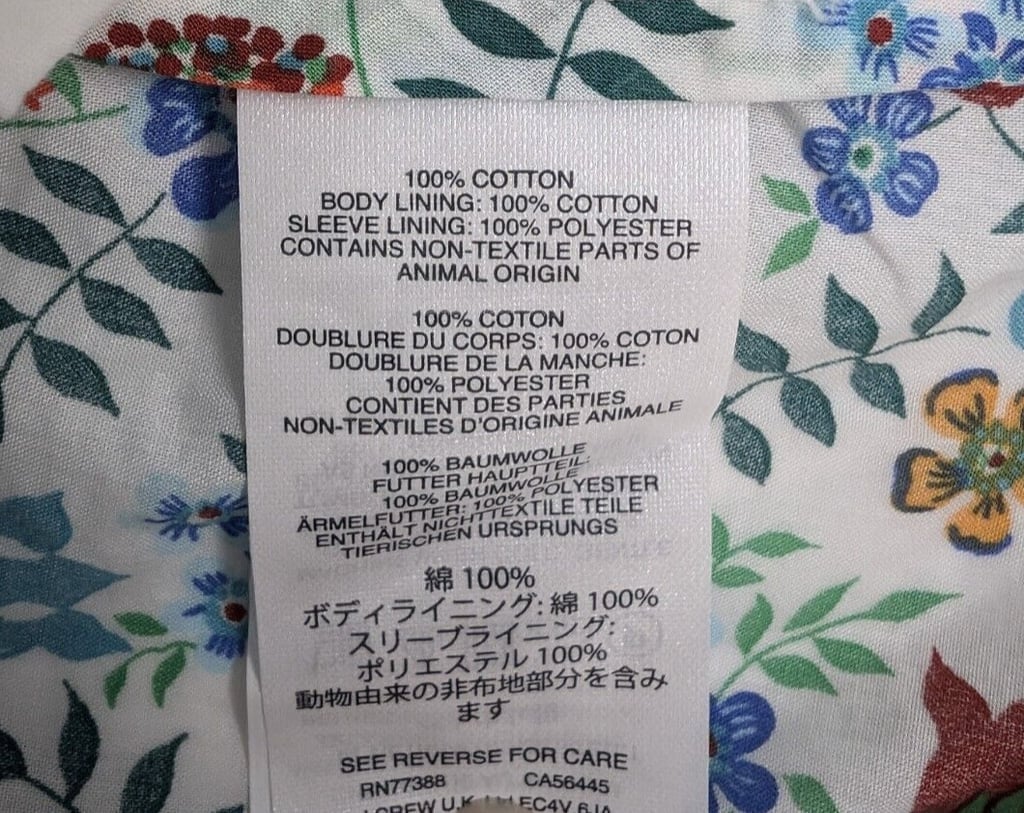 100% COTTON
BODY LINING: 100% COTTON
SLEEVE LINING: 100% POLYESTER
CONTAINS NON-TEXTILE PARTS OF
ANIMAL ORIGIN
100% COTON
DOUBLURE DU CORPS: 100% COTON
DOUBLURE DE LA MANCHE:
100% POLYESTER
CONTIENT DES PARTIES
NON-TEXTILES D'ORIGINE ANIMALE
100% BAUMWOLLE
FUTTER HAUPTTEIL:
100% BAUMWOLLE
ÄRMELFUTTER: 100% POLYESTER
ENTHÄLT NICHTTEXTILE TEILE
TIERISCHEN URSPRUNGS
綿 100%
ボディライニング: 綿 100%
スリーブライニング:
ポリエステル 100%
動物由来の非布地部分を含み
ます
SEE REVERSE FOR CARE
RN77388 CA56445
J.CREW U.K. EC4V 6JA